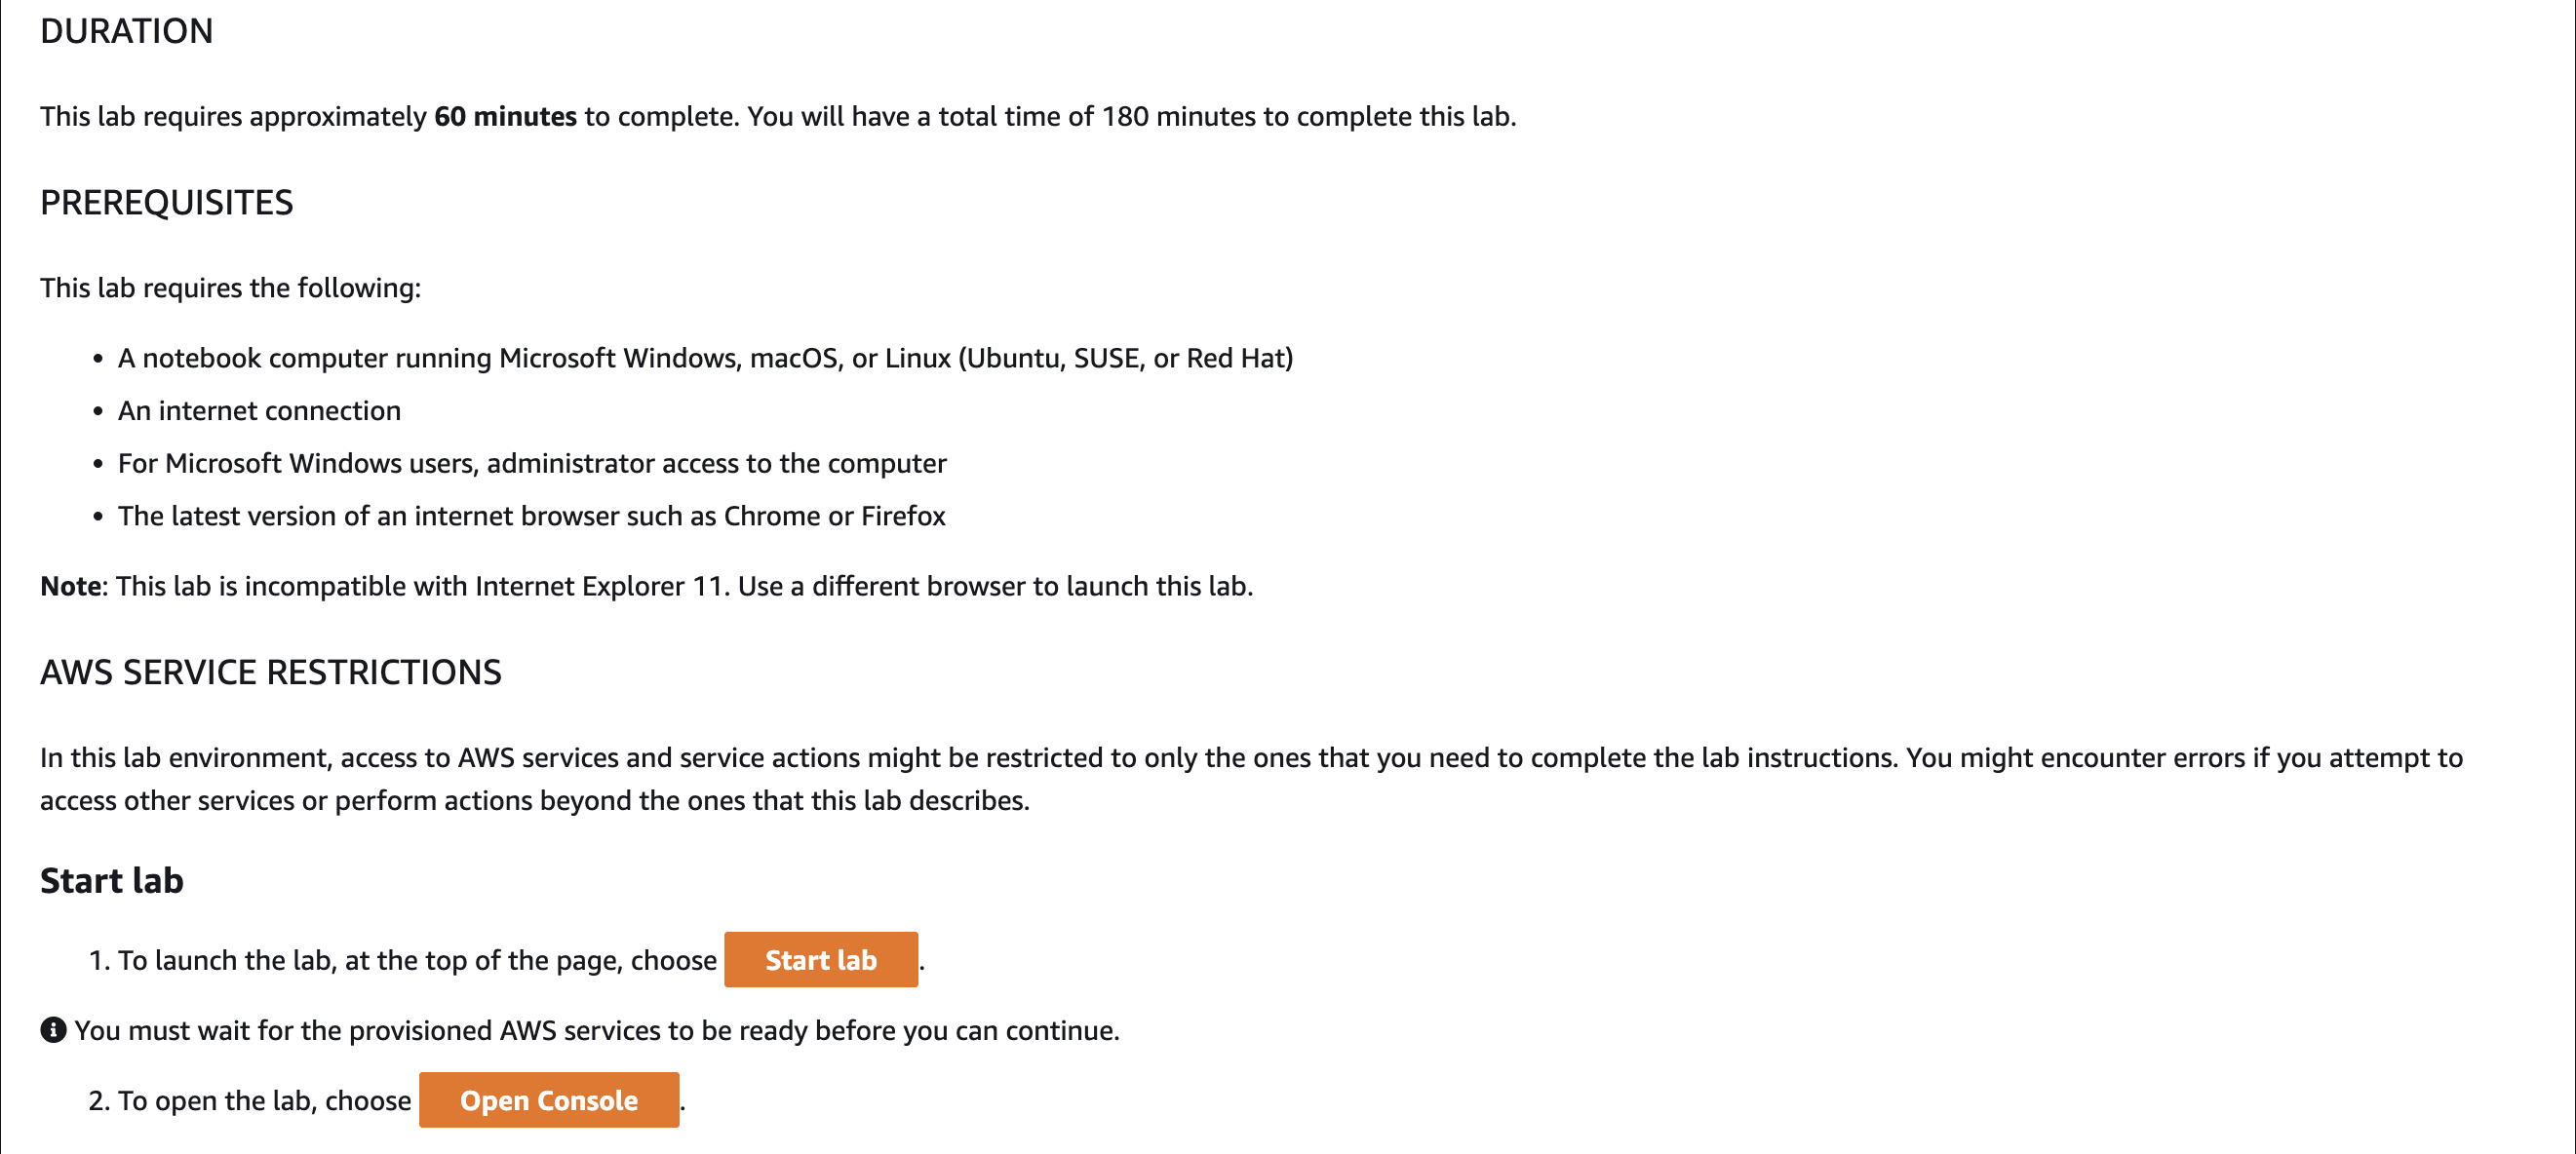 DURATION
This lab requires approximately 60 minutes to complete. You will have a total time of 180 minutes to complete this lab.
PREREQUISITES
This lab requires the following:
• A notebook computer running Microsoft Windows, macOS, or Linux (Ubuntu, SUSE, or Red Hat)
• An internet connection
• For Microsoft Windows users, administrator access to the computer
• The latest version of an internet browser such as Chrome or Firefox
Note: This lab is incompatible with Internet Explorer 11. Use a different browser to launch this lab.
AWS SERVICE RESTRICTIONS
In this lab environment, access to AWS services and service actions might be restricted to only the ones that you need to complete the lab instructions. You might encounter errors if you attempt to
access other services or perform actions beyond the ones that this lab describes.
Start lab
1. To launch the lab, at the top of the page, choose Start lab.
i You must wait for the provisioned AWS services to be ready before you can continue.
2. To open the lab, choose Open Console.